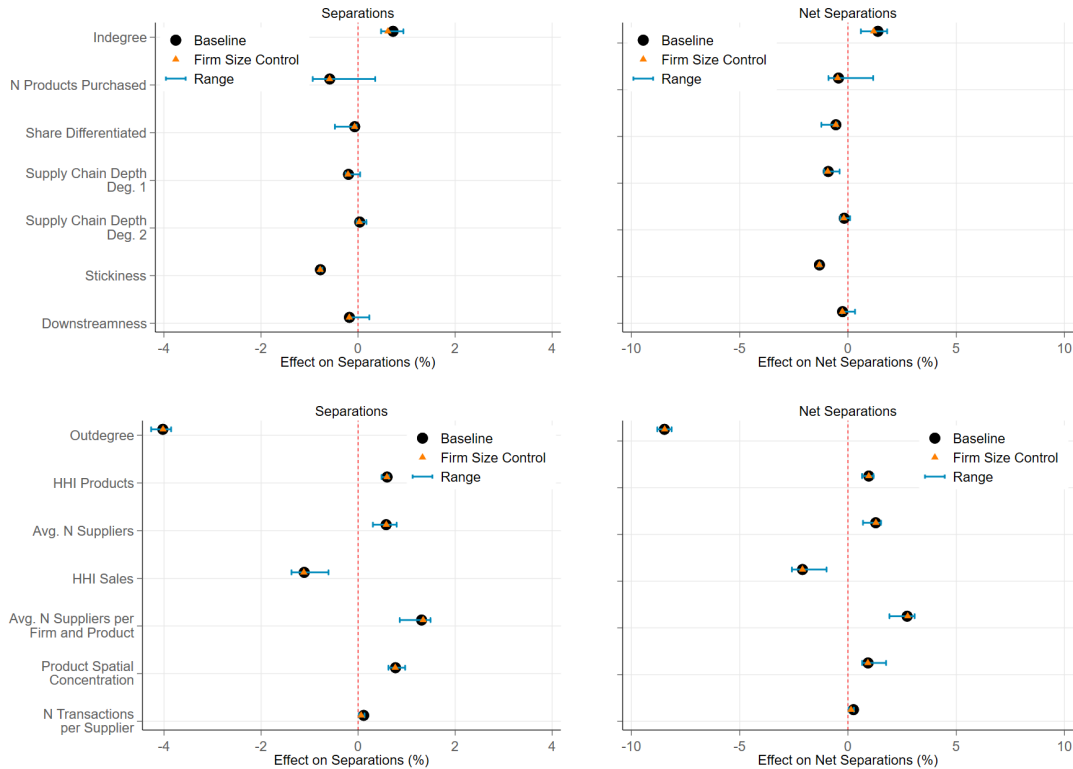 Separations
Indegree
N Products Purchased
Share Differentiated
Supply Chain Depth
Deg. 1
Supply Chain Depth
Deg. 2
Stickiness
Downstreamness
Baseline
Firm Size Control
Range
-4
-2
0
2
4
Effect on Separations (%)
Net Separations
Baseline
Firm Size Control
Range
-10
-5
0
5
10
Effect on Net Separations (%)
Separations
Outdegree
HHI Products
Avg. N Suppliers
HHI Sales
Avg. N Suppliers per
Firm and Product
Product Spatial
Concentration
N Transactions
per Supplier
Baseline
Firm Size Control
Range
-4
-2
0
2
4
Effect on Separations (%)
Net Separations
Baseline
Firm Size Control
Range
-10
-5
0
5
10
Effect on Net Separations (%)